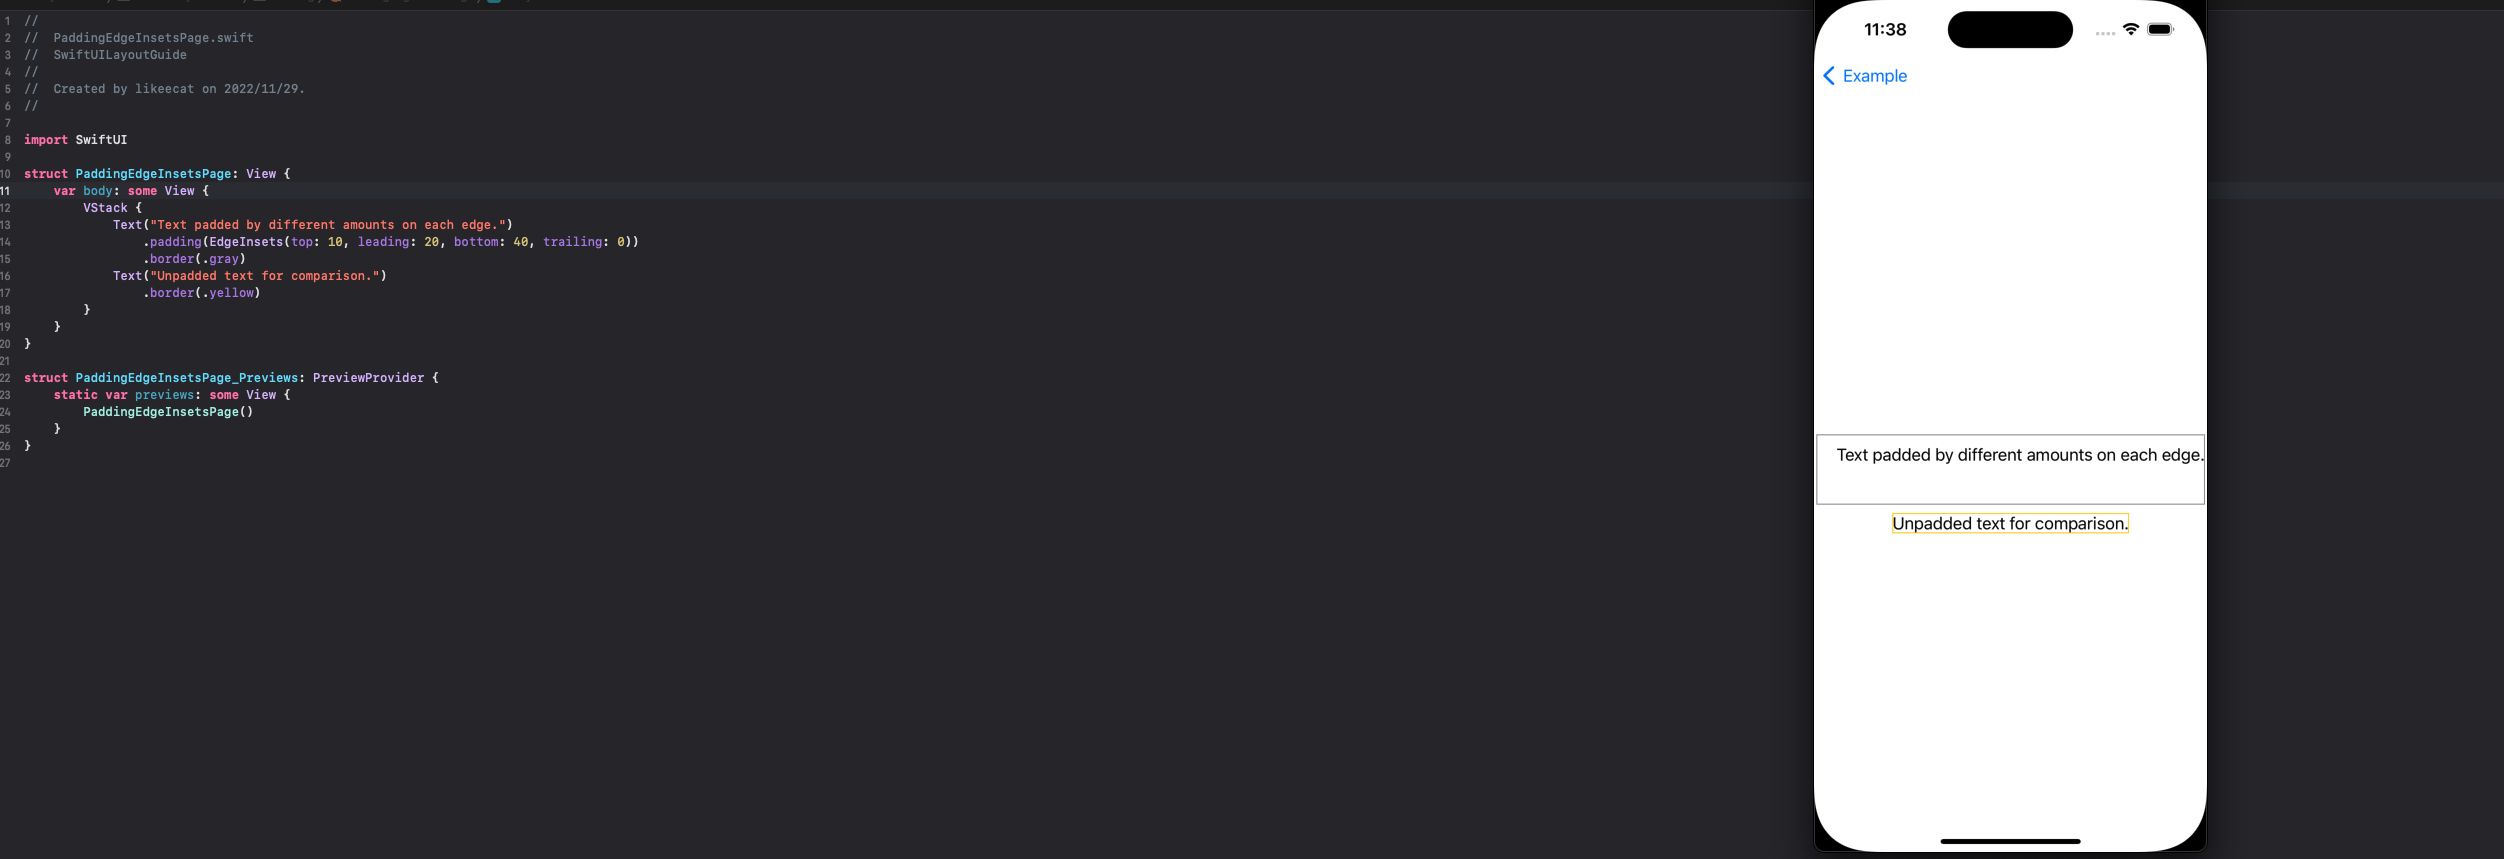 1 //
2 //  PaddingEdgeInsetsPage.swift
3 //  SwiftUILayoutGuide
4 //
5 //  Created by likeecat on 2022/11/29.
6 //
7
8 import SwiftUI
9
10 struct PaddingEdgeInsetsPage: View {
11     var body: some View {
12         VStack {
13             Text("Text padded by different amounts on each edge.")
14                 .padding(EdgeInsets(top: 10, leading: 20, bottom: 40, trailing: 0))
15                 .border(.gray)
16             Text("Unpadded text for comparison.")
17                 .border(.yellow)
18         }
19     }
20 }
21
22 struct PaddingEdgeInsetsPage_Previews: PreviewProvider {
23     static var previews: some View {
24         PaddingEdgeInsetsPage()
25     }
26 }
27
11:38
Example
Text padded by different amounts on each edge.
Unpadded text for comparison.